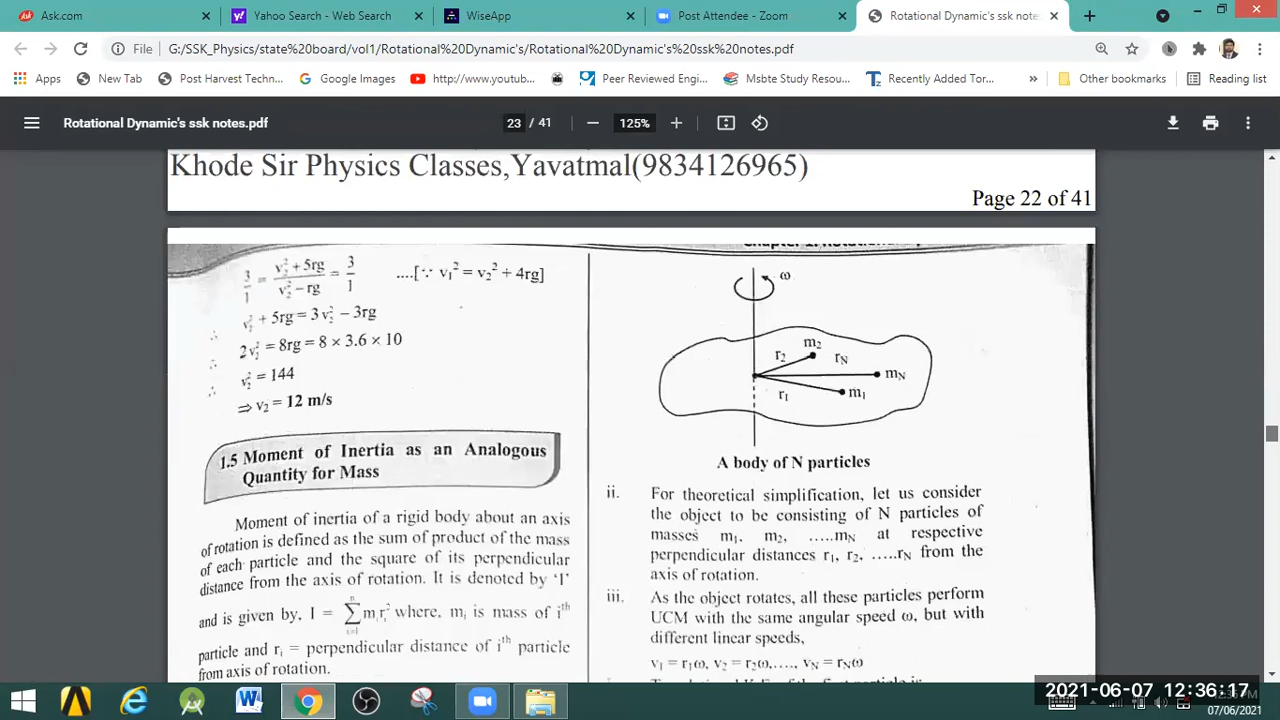 Ask.com
Yahoo Search - Web Search
WiseApp
Post Attendee - Zoom
Rotational Dynamic's ssk note
File
G:/SSK_Physics/state%20board/vol1/Rotational%20Dynamic's/Rotational%20Dynamic's%20ssk%20notes.pdf
Apps
New Tab
Post Harvest Techn...
Google Images
http://www.youtub...
Peer Reviewed Engi...
Msbte Study Resou...
Recently Added Tor...
»
Other bookmarks
Reading list
Rotational Dynamic's ssk notes.pdf
23 / 41
125%
Khode Sir Physics Classes,Yavatmal(9834126965)
Page 22 of 41
3/1 = (v₂² + 5rg)/(v₂² – rg) = 3/1 ....[∵ v₁² = v₂² + 4rg]
∴ v₂² + 5rg = 3v₂² – 3rg
∴ 2v₂² = 8rg = 8 × 3.6 × 10
∴ v₂² = 144
⇒ v₂ = 12 m/s
1.5 Moment of Inertia as an Analogous
Quantity for Mass
Moment of inertia of a rigid body about an axis
of rotation is defined as the sum of product of the mass
of each particle and the square of its perpendicular
distance from the axis of rotation. It is denoted by ‘I’
and is given by, I = ∑ᵢ₌₁ⁿ mᵢrᵢ² where, mᵢ is mass of iᵗʰ
particle and rᵢ = perpendicular distance of iᵗʰ particle
from axis of rotation.
ω
m₂
r₂
r_N
m_N
r₁
m₁
A body of N particles
ii. For theoretical simplification, let us consider
the object to be consisting of N particles of
masses m₁, m₂, .....m_N at respective
perpendicular distances r₁, r₂, .....r_N from the
axis of rotation.
iii. As the object rotates, all these particles perform
UCM with the same angular speed ω, but with
different linear speeds,
v₁ = r₁ω, v₂ = r₂ω,...., v_N = r_Nω
2021-06-07 12:36:17
07/06/2021